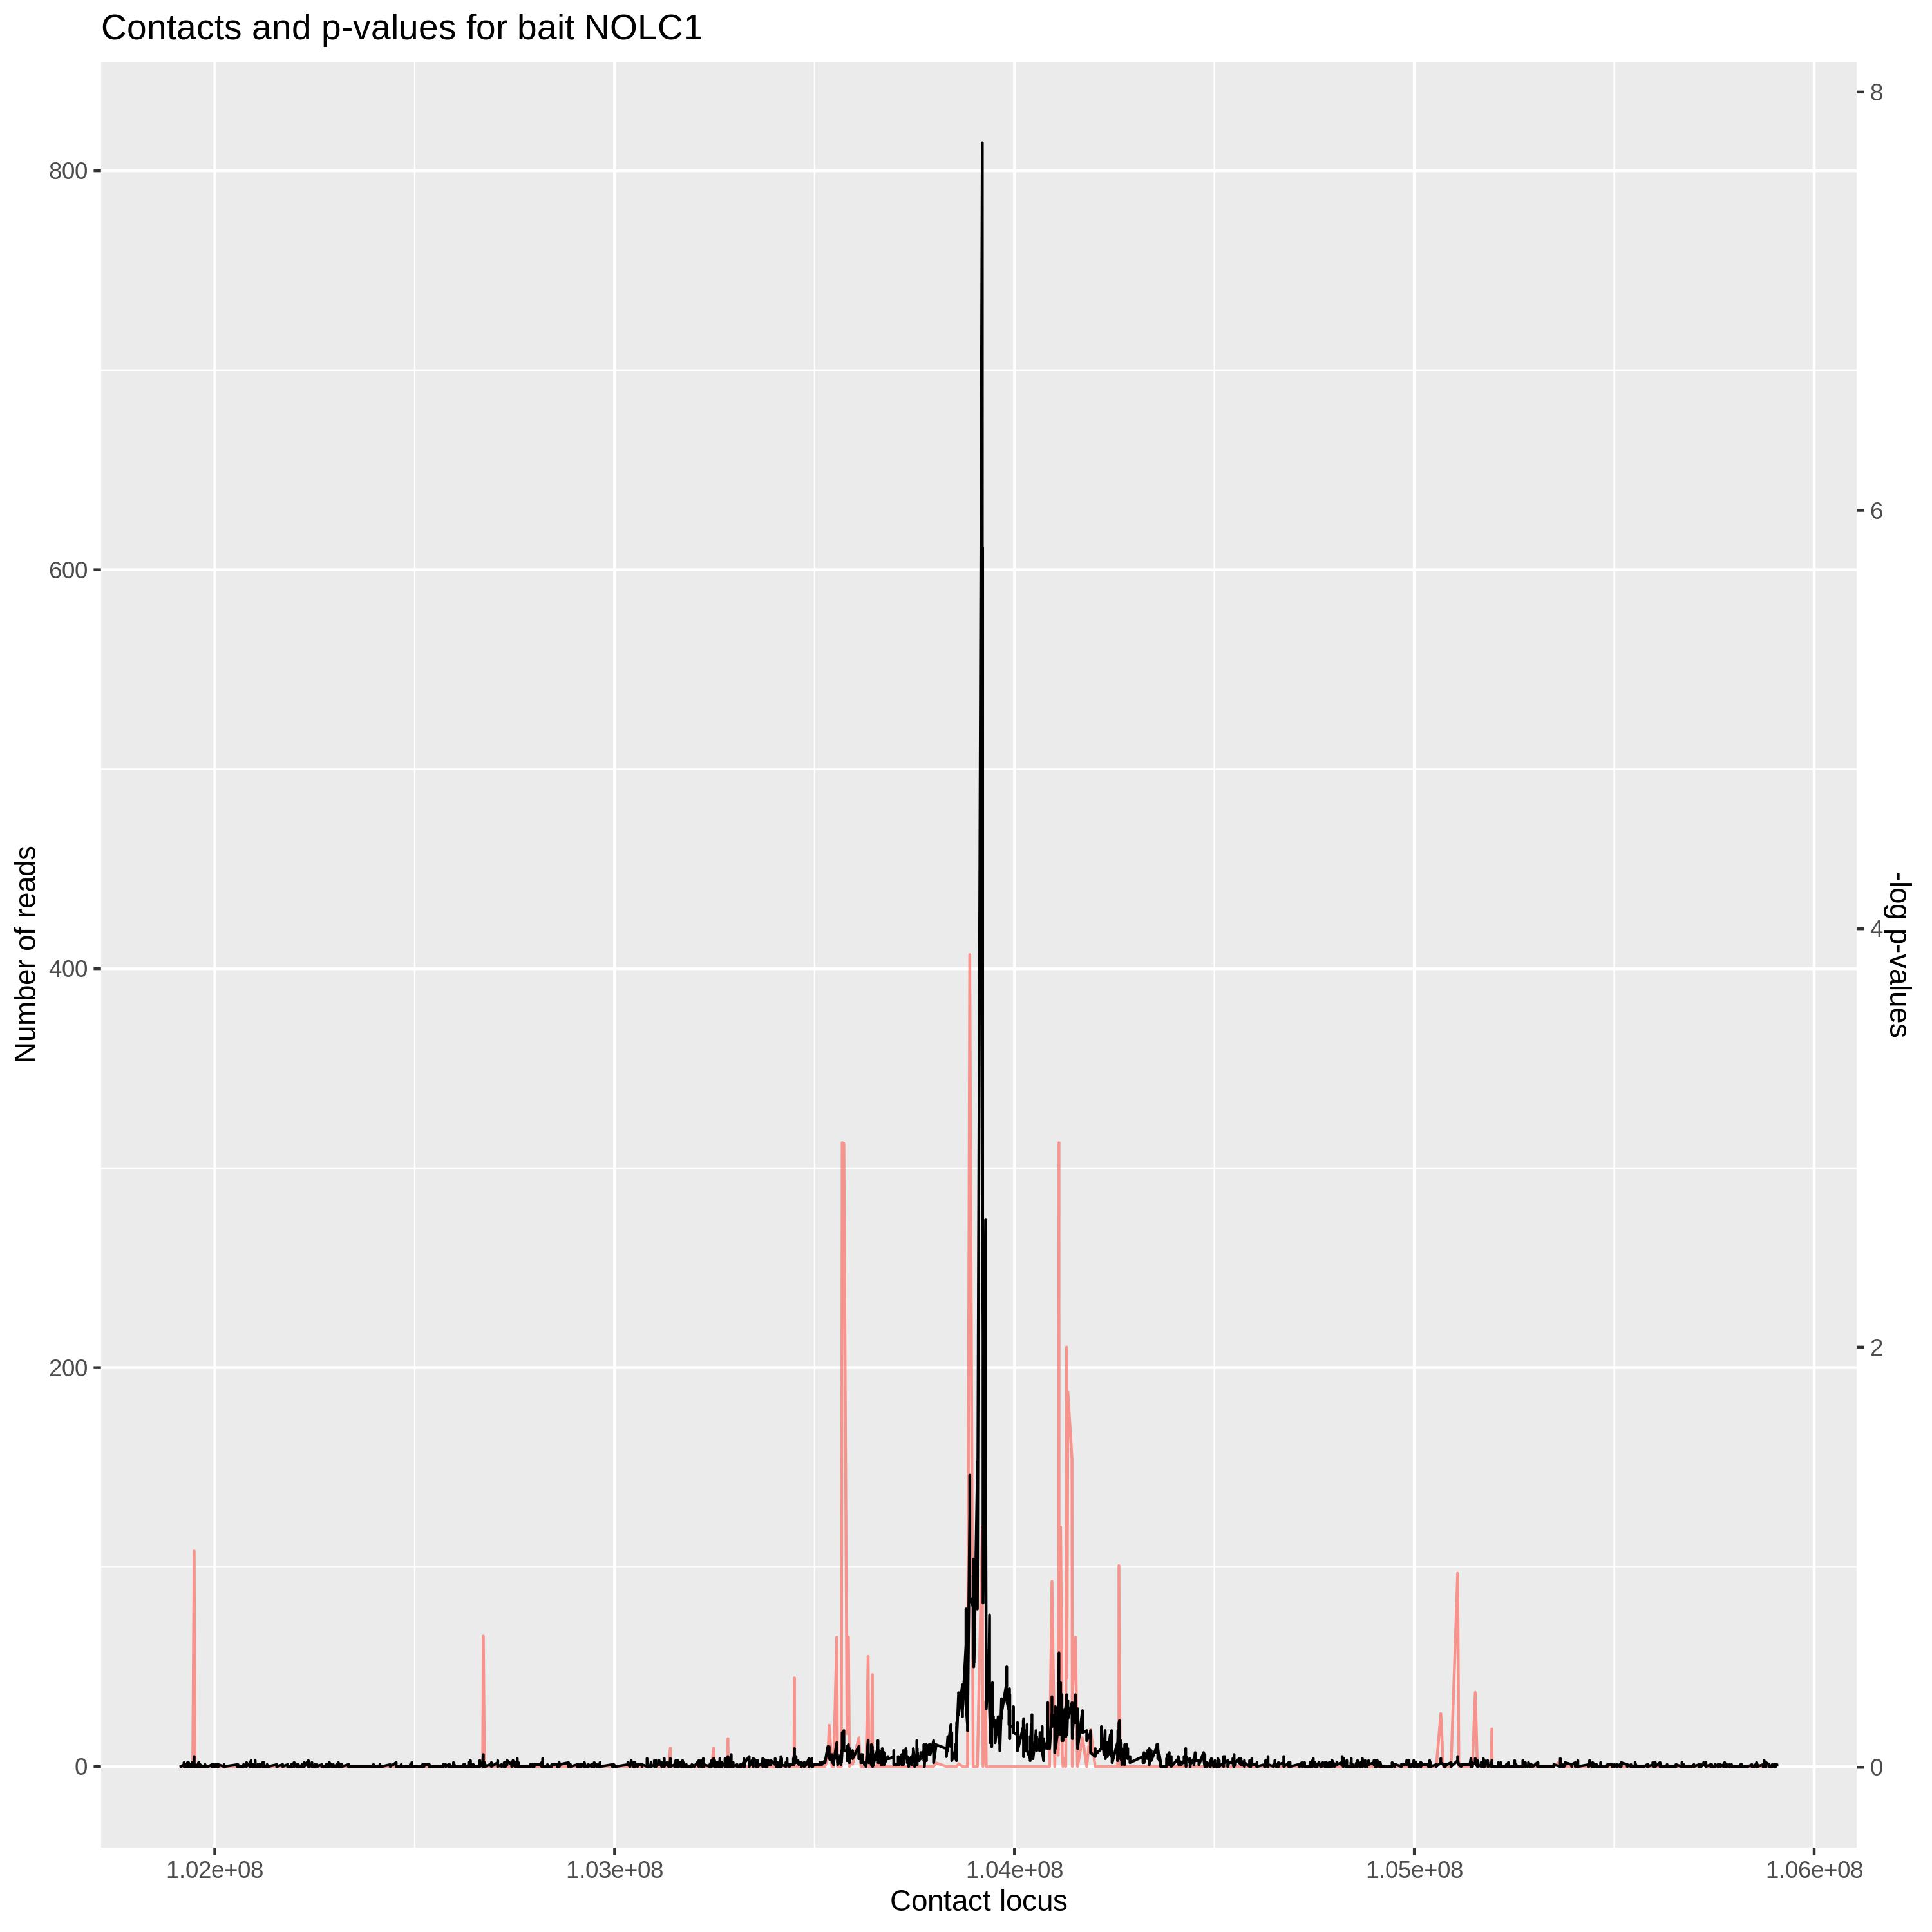 Contacts and p-values for bait NOLC1
800
600
400
200
0
Number of reads
8
6
4
2
0
-log p-values
1.02e+08
1.03e+08
1.04e+08
1.05e+08
1.06e+08
Contact locus